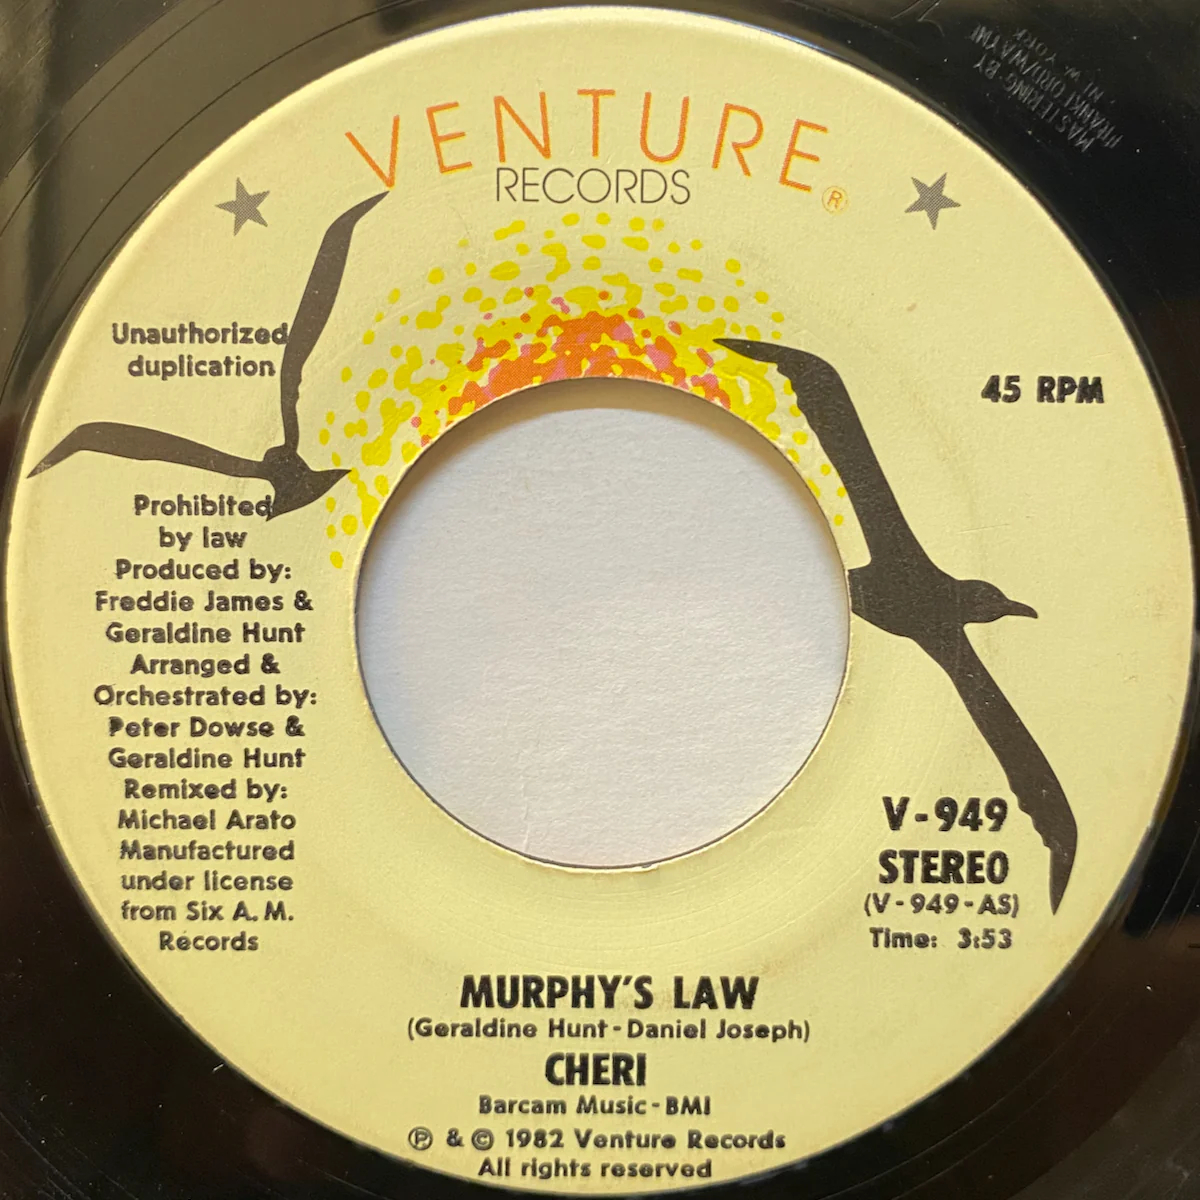 VENTURE
RECORDS
®
Unauthorized
duplication
45 RPM
Prohibited
by law
Produced by:
Freddie James &
Geraldine Hunt
Arranged &
Orchestrated by:
Peter Dowse &
Geraldine Hunt
Remixed by:
Michael Arato
Manufactured
under license
from Six A.M.
Records
V-949
STEREO
(V-949-AS)
Time: 3:53
MURPHY'S LAW
(Geraldine Hunt-Daniel Joseph)
CHERI
Barcam Music-BMI
℗ & © 1982 Venture Records
All rights reserved
MASTERING BY